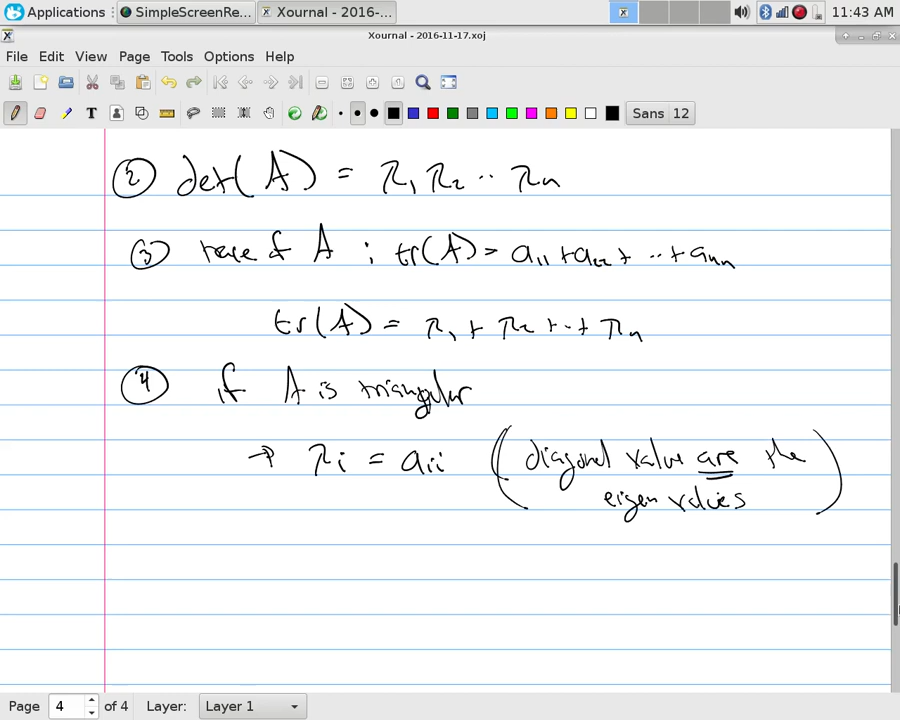 Applications SimpleScreenRe... Xournal - 2016-... 11:43 AM
Xournal - 2016-11-17.xoj
File Edit View Page Tools Options Help
Sans 12
② det(A) = λ₁ λ₂ ·· λₙ
③ trace of A : tr(A) = a₁₁ + a₂₂ + ··· + aₙₙ
tr(A) = λ₁ + λ₂ + ·· + λₙ
④ if A is triangular
→ λi = aii (diagonal value are the
eigen values)
Page 4 of 4 Layer: Layer 1